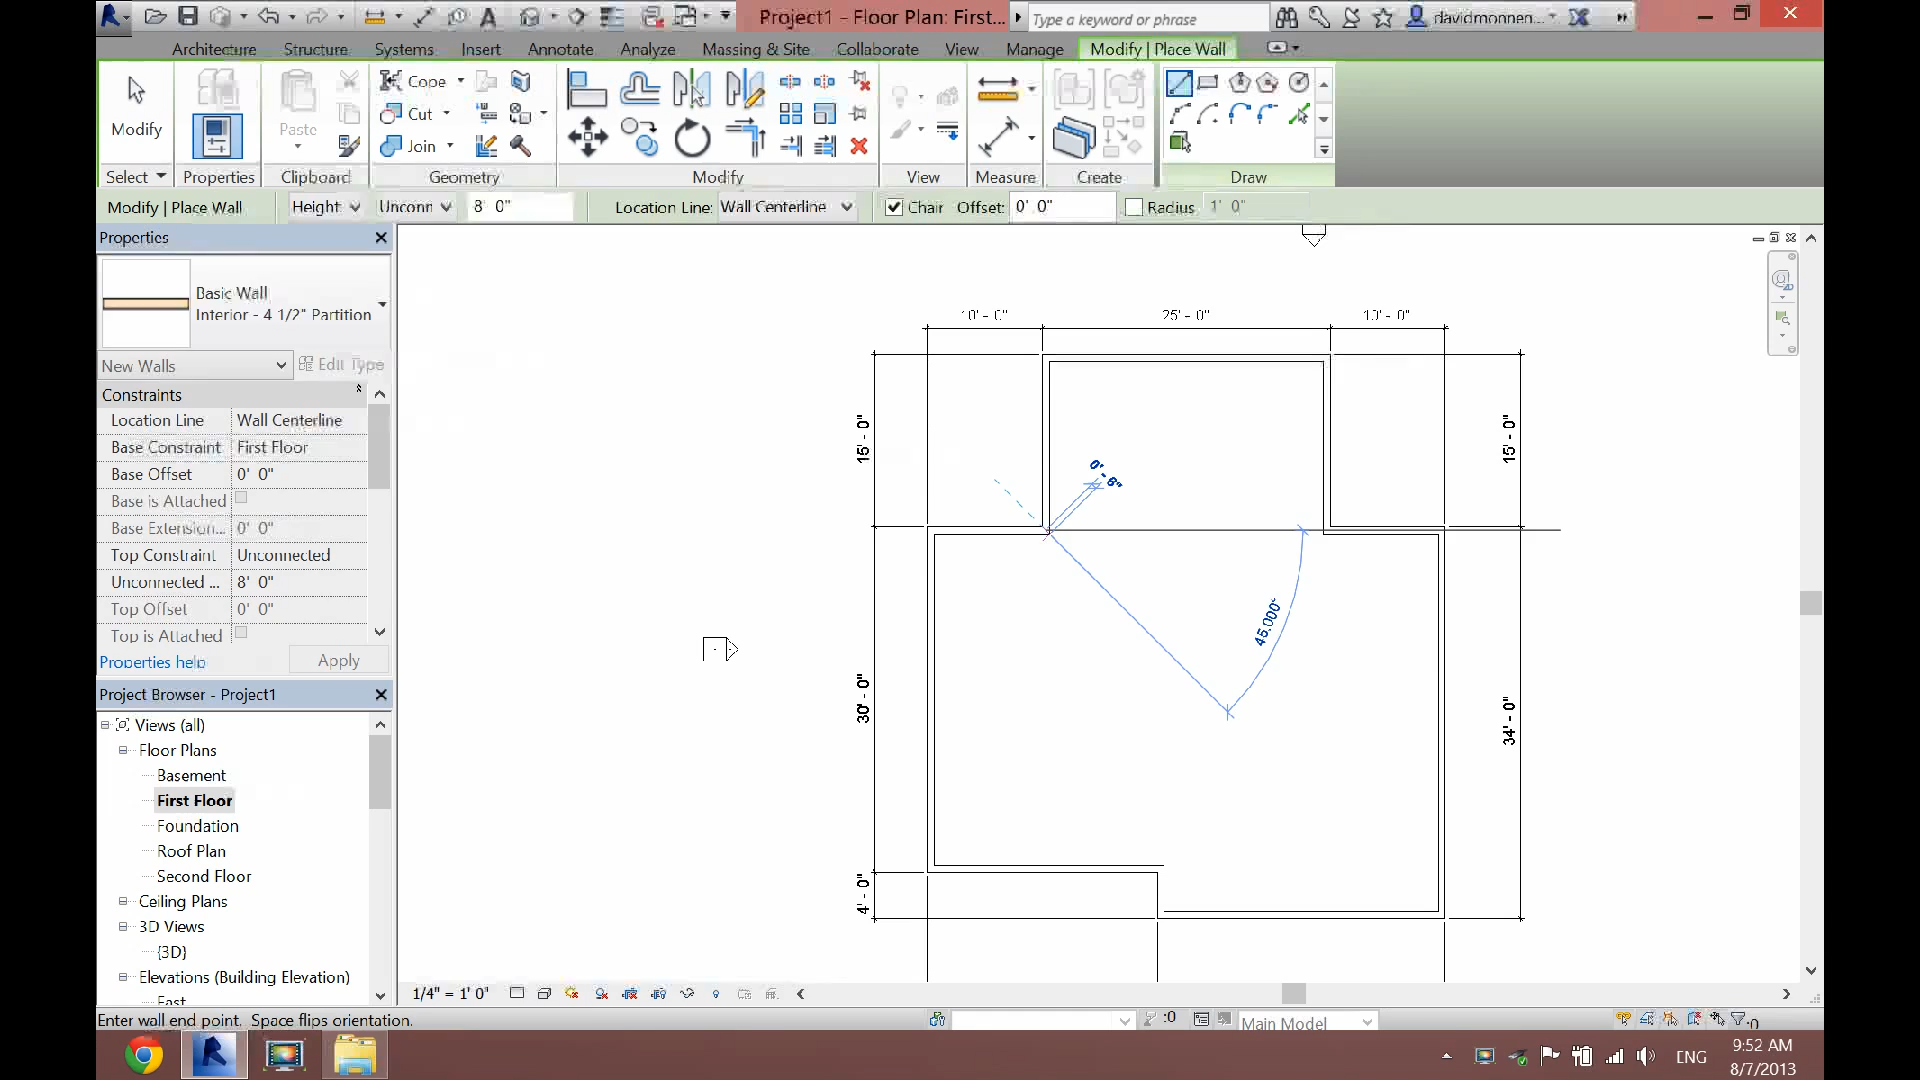 Project1 - Floor Plan: First...
Type a keyword or phrase
davidmonnen...
Architecture Structure Systems Insert Annotate Analyze Massing & Site Collaborate View Manage Modify | Place Wall
Modify
Paste
Cope
Cut
Join
Select Properties Clipboard Geometry Modify View Measure Create Draw
Modify | Place Wall Height Unconn 8' 0" Location Line: Wall Centerline Chair Offset: 0' 0" Radius 1' 0"
Properties
Basic Wall
Interior - 4 1/2" Partition
New Walls Edit Type
Constraints
Location Line Wall Centerline
Base Constraint First Floor
Base Offset 0' 0"
Base is Attached
Base Extension... 0' 0"
Top Constraint Unconnected
Unconnected ... 8' 0"
Top Offset 0' 0"
Top is Attached
Properties help Apply
Project Browser - Project1
Views (all)
Floor Plans
Basement
First Floor
Foundation
Roof Plan
Second Floor
Ceiling Plans
3D Views
{3D}
Elevations (Building Elevation)
East
10' - 0" 25' - 0" 10' - 0"
15' - 0"
15' - 0"
0' - 6"
45.000°
30' - 0"
34' - 0"
4' - 0"
1/4" = 1' 0"
Enter wall end point. Space flips orientation.
:0
Main Model
:0
ENG
9:52 AM
8/7/2013